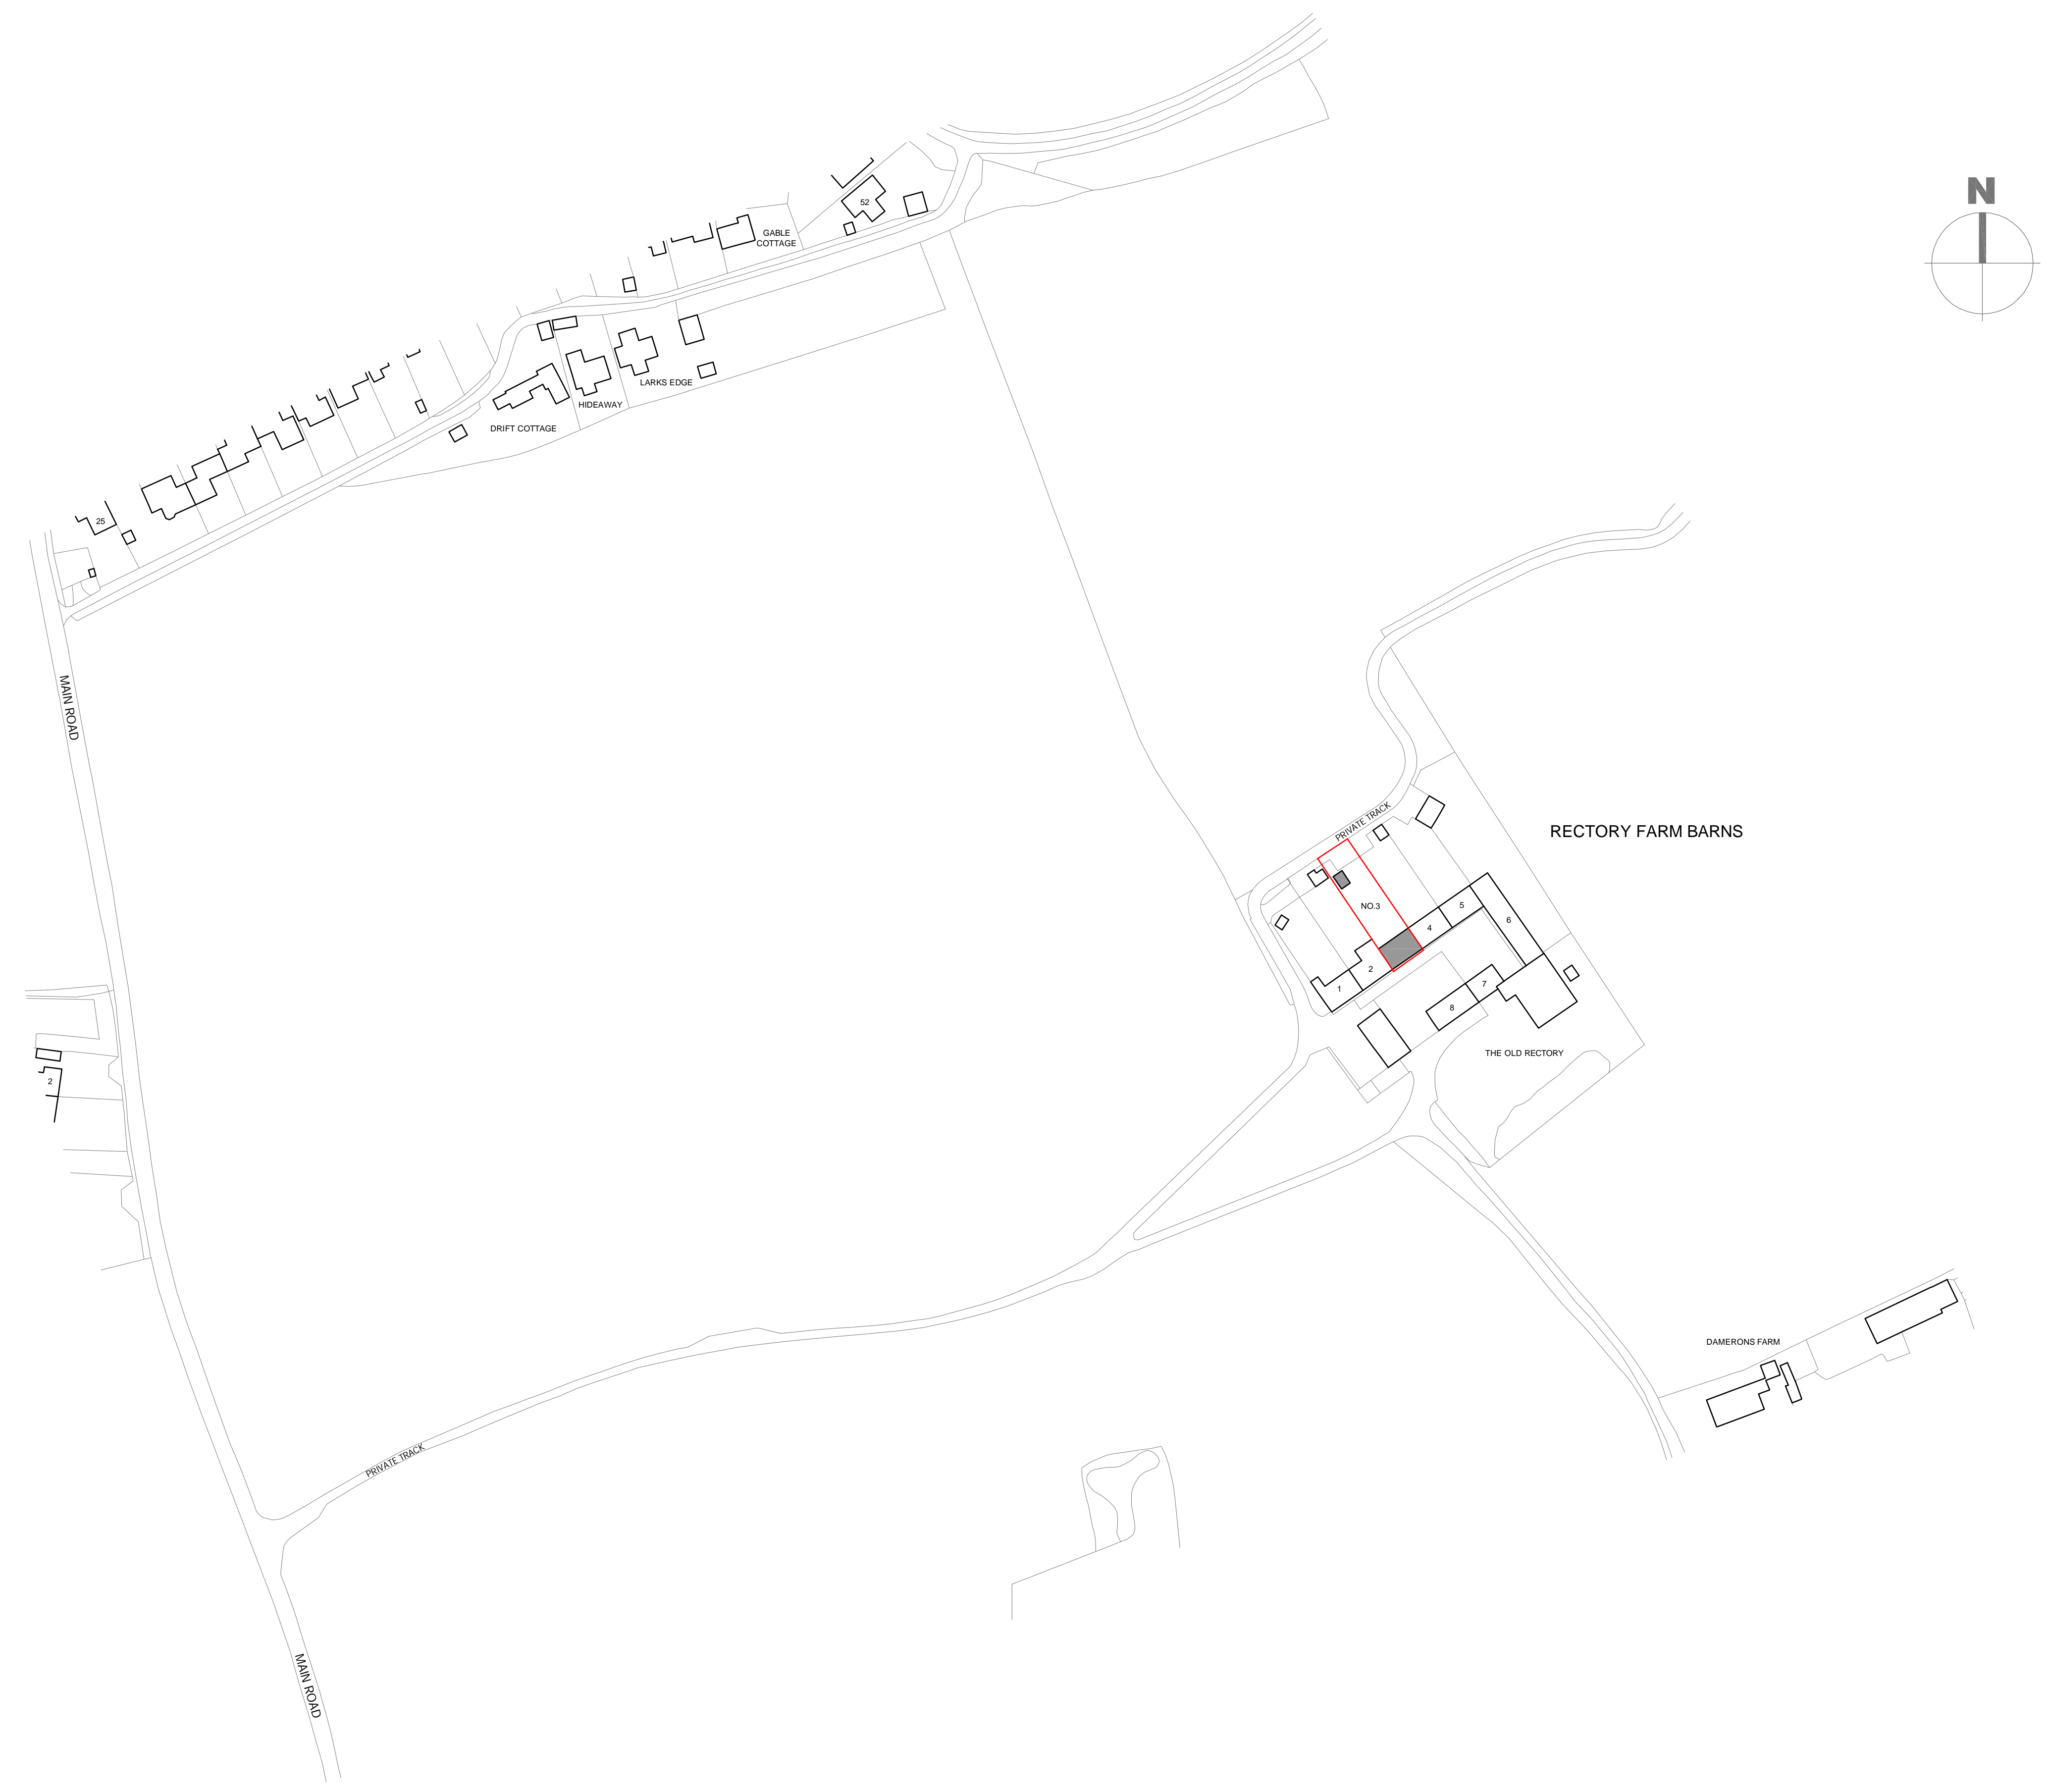 N
52
GABLE
COTTAGE
LARKS EDGE
HIDEAWAY
DRIFT COTTAGE
25
MAIN ROAD
PRIVATE TRACK
RECTORY FARM BARNS
NO.3
5
6
4
2
1
7
8
THE OLD RECTORY
2
DAMERONS FARM
PRIVATE TRACK
MAIN ROAD